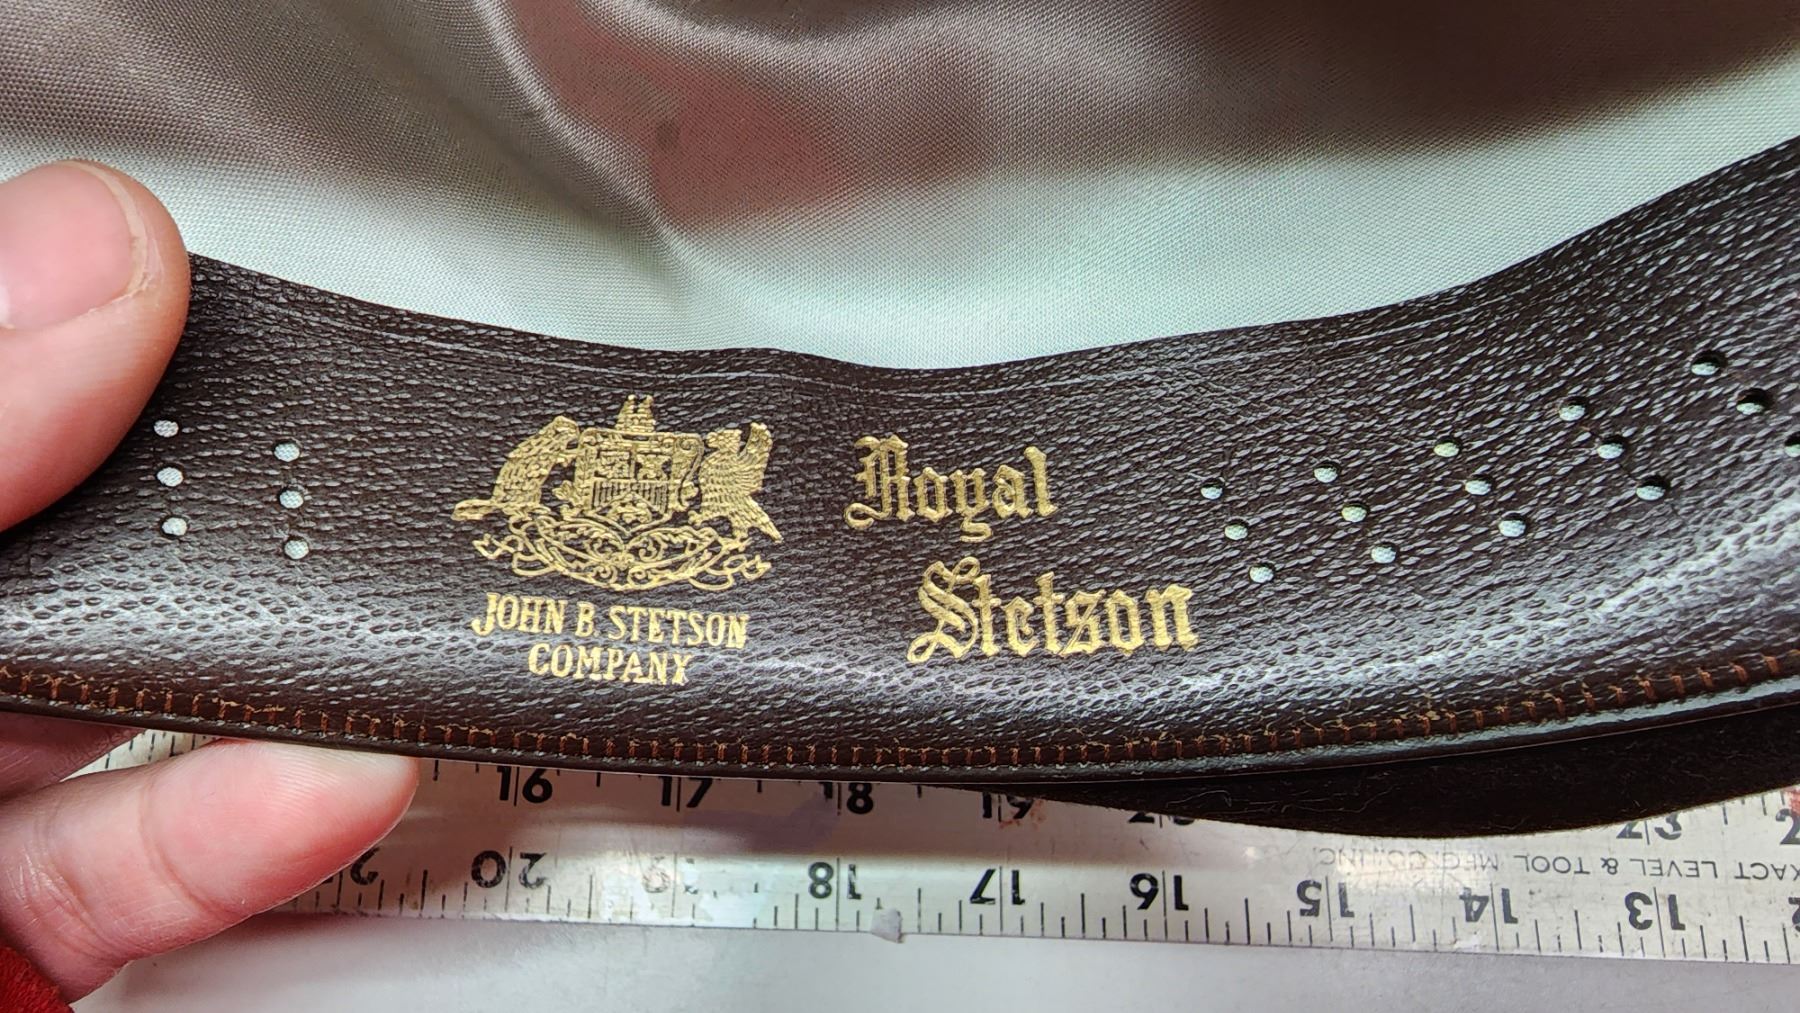 Royal
Stetson
JOHN B. STETSON
COMPANY
16 17 18 19
20 19 18 17 16 15 14 13
EXACT LEVEL & TOOL MFG CO., INC.